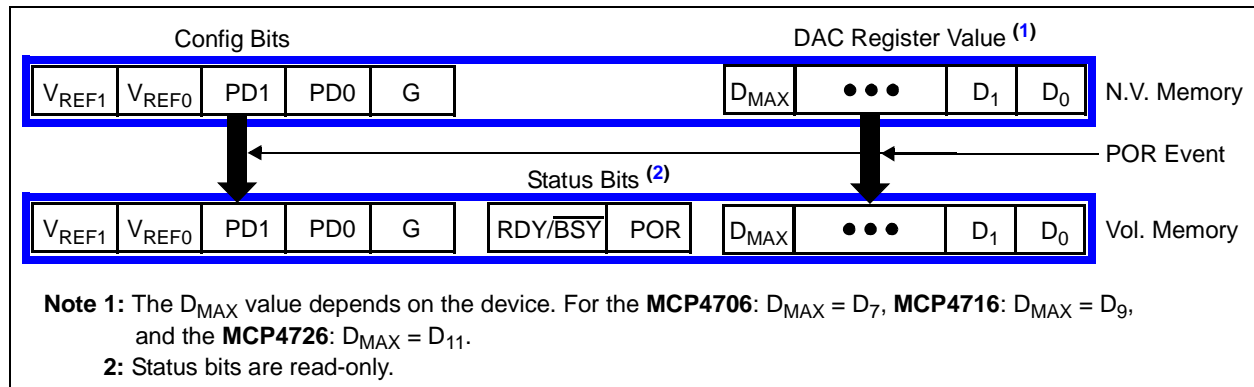 Config Bits DAC Register Value (1)
VREF1 VREF0 PD1 PD0 G DMAX ● ● ● D1 D0 N.V. Memory
POR Event
Status Bits (2)
VREF1 VREF0 PD1 PD0 G RDY/B̅S̅Y̅ POR DMAX ● ● ● D1 D0 Vol. Memory
Note 1: The DMAX value depends on the device. For the MCP4706: DMAX = D7, MCP4716: DMAX = D9,
and the MCP4726: DMAX = D11.
2: Status bits are read-only.